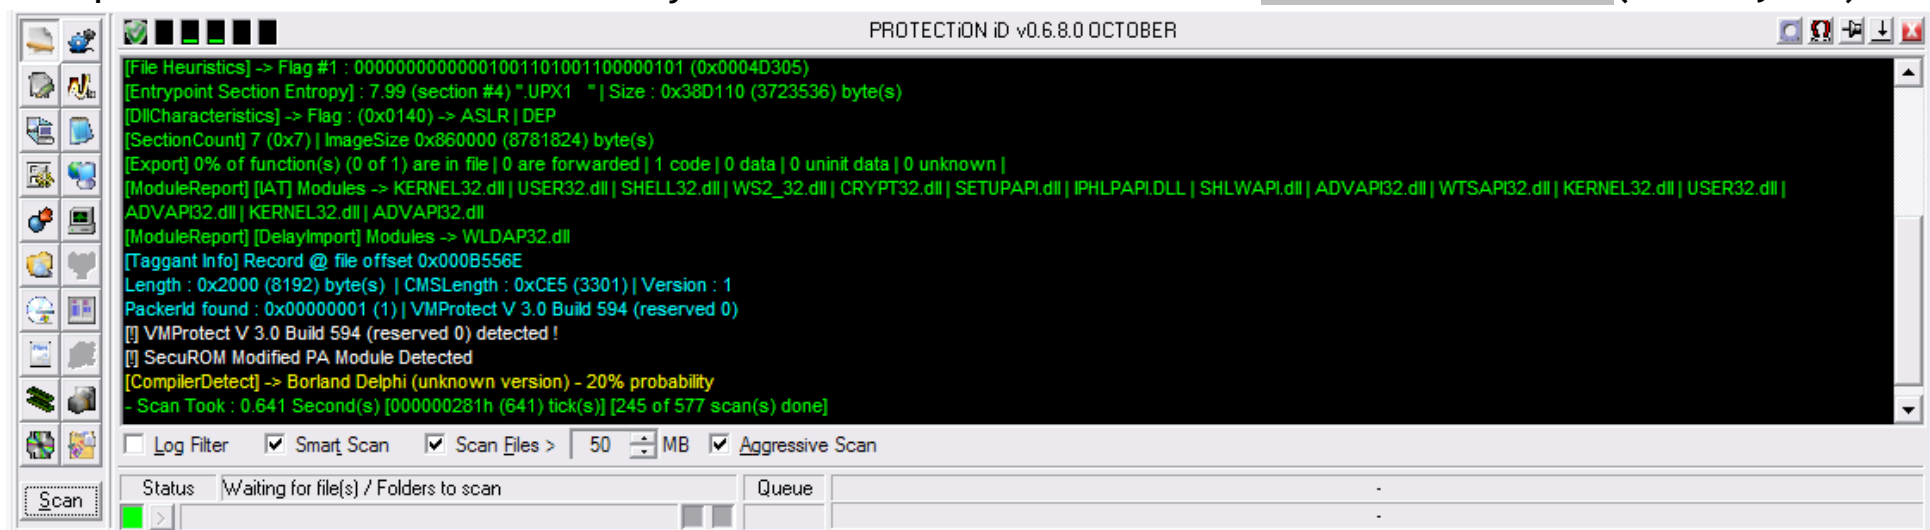 PROTECTiON iD v0.6.8.0 OCTOBER
[File Heuristics] -> Flag #1 : 00000000000001001101001100000101 (0x0004D305)
[Entrypoint Section Entropy] : 7.99 (section #4) ".UPX1   " | Size : 0x38D110 (3723536) byte(s)
[DllCharacteristics] -> Flag : (0x0140) -> ASLR | DEP
[SectionCount] 7 (0x7) | ImageSize 0x860000 (8781824) byte(s)
[Export] 0% of function(s) (0 of 1) are in file | 0 are forwarded | 1 code | 0 data | 0 uninit data | 0 unknown |
[ModuleReport] [IAT] Modules -> KERNEL32.dll | USER32.dll | SHELL32.dll | WS2_32.dll | CRYPT32.dll | SETUPAPI.dll | IPHLPAPI.DLL | SHLWAPI.dll | ADVAPI32.dll | WTSAPI32.dll | KERNEL32.dll | USER32.dll |
ADVAPI32.dll | KERNEL32.dll | ADVAPI32.dll
[ModuleReport] [DelayImport] Modules -> WLDAP32.dll
[Taggant Info] Record @ file offset 0x000B556E
Length : 0x2000 (8192) byte(s)  | CMSLength : 0xCE5 (3301) | Version : 1
PackerId found : 0x00000001 (1) | VMProtect V 3.0 Build 594 (reserved 0)
[!] VMProtect V 3.0 Build 594 (reserved 0) detected !
[!] SecuROM Modified PA Module Detected
[CompilerDetect] -> Borland Delphi (unknown version) - 20% probability
- Scan Took : 0.641 Second(s) [000000281h (641) tick(s)] [245 of 577 scan(s) done]
Log Filter Smart Scan Scan Files > 50 MB Aggressive Scan
Scan Status Waiting for file(s) / Folders to scan Queue -
-